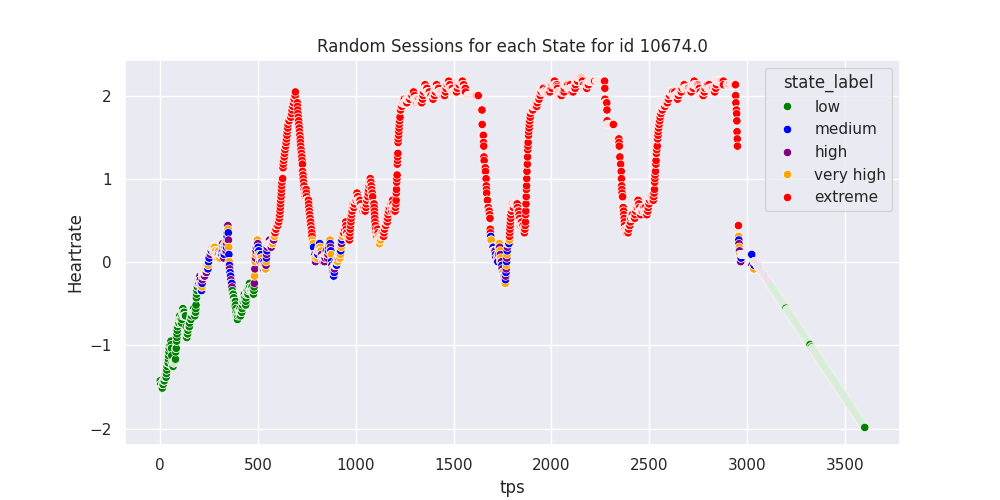 Random Sessions for each State for id 10674.0
state_label
low
medium
high
very high
extreme
Heartrate
2
1
0
−1
−2
0 500 1000 1500 2000 2500 3000 3500
tps